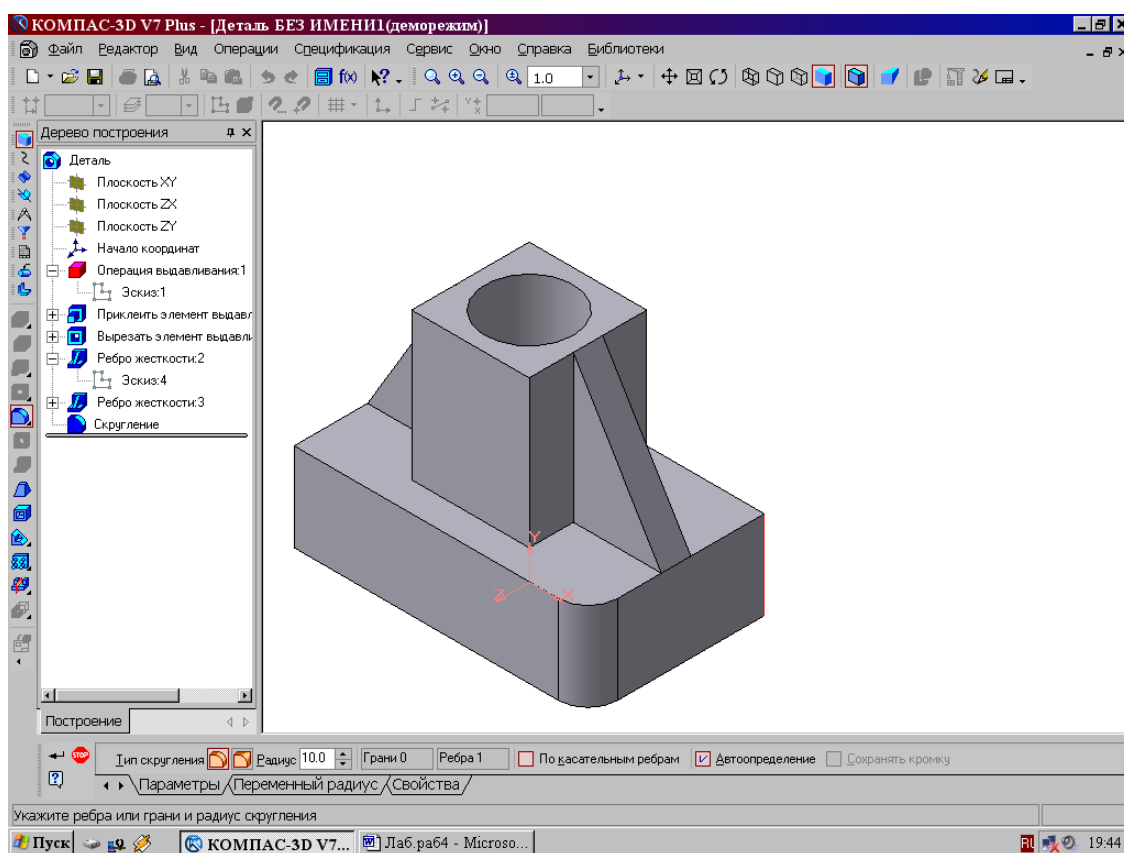 КОМПАС-3D V7 Plus - [Деталь БЕЗ ИМЕНИ1(деморежим)]
Файл Редактор Вид Операции Спецификация Сервис Окно Справка Библиотеки
f(x) 1.0
Дерево построения
Деталь
Плоскость XY
Плоскость ZX
Плоскость ZY
Начало координат
Операция выдавливания:1
Эскиз:1
Приклеить элемент выдавл
Вырезать элемент выдавли
Ребро жесткости:2
Эскиз:4
Ребро жесткости:3
Скругление
Y
Z X
Построение
STOP Тип скругления Радиус 10.0 Грани 0 Ребра 1 По касательным ребрам Автоопределение Сохранять кромку
Параметры Переменный радиус Свойства
Укажите ребра или грани и радиус скругления
Пуск КОМПАС-3D V7... Лаб.раб4 - Microso... RU 19:44